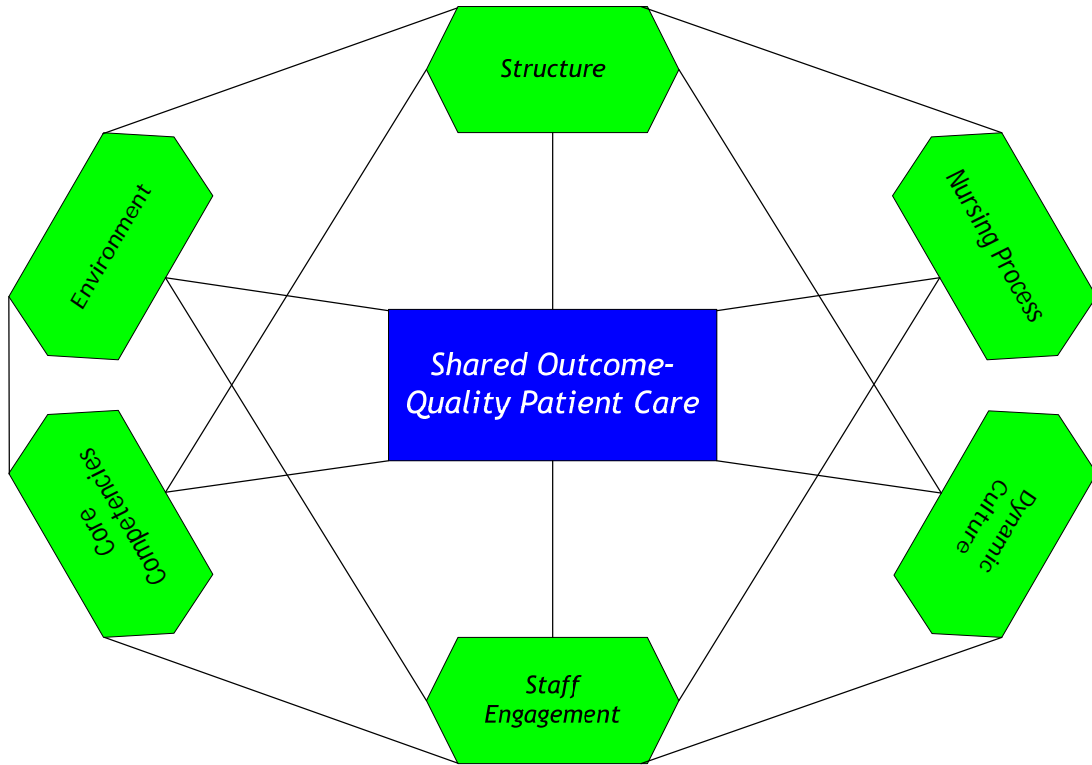 Structure
Environment
Nursing Process
Shared Outcome-
Quality Patient Care
Core
Competencies
Dynamic
Culture
Staff
Engagement